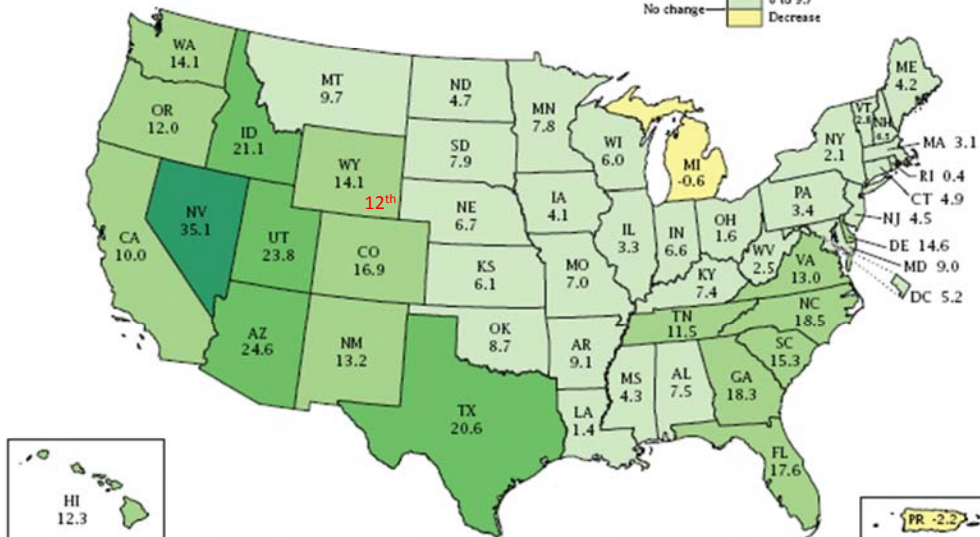 No change
Decrease
WA
14.1
MT
9.7
ND
4.7
MN
7.8
ME
4.2
OR
12.0
ID
21.1
WY
14.1
12th
SD
7.9
WI
6.0
MI
-0.6
NY
2.1
VT
2.8
NH
MA 3.1
RI 0.4
CT 4.9
NJ 4.5
DE 14.6
MD 9.0
DC 5.2
NV
35.1
UT
23.8
CO
16.9
NE
6.7
IA
4.1
IL
3.3
IN
6.6
OH
1.6
PA
3.4
WV
2.5
VA
13.0
CA
10.0
KS
6.1
MO
7.0
KY
7.4
NC
18.5
TN
11.5
SC
15.3
AZ
24.6
NM
13.2
OK
8.7
AR
9.1
MS
4.3
AL
7.5
GA
18.3
TX
20.6
LA
1.4
FL
17.6
HI
12.3
PR -2.2